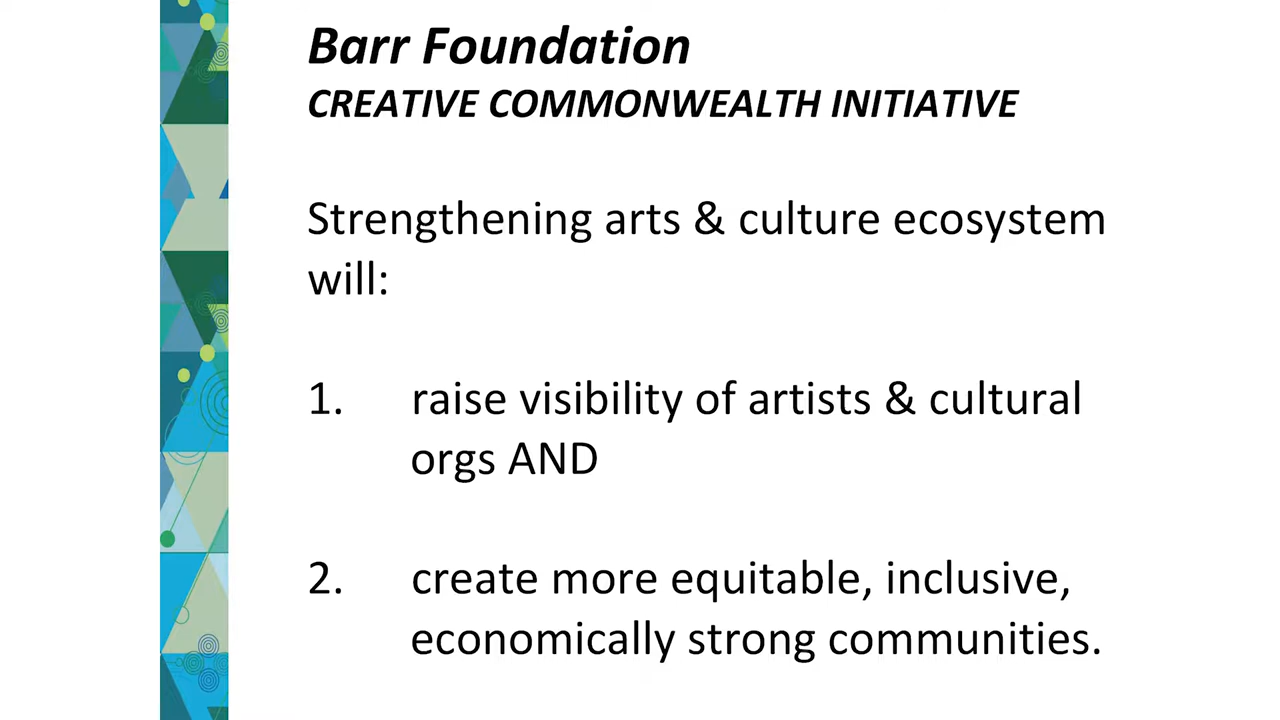 Barr Foundation
CREATIVE COMMONWEALTH INITIATIVE
Strengthening arts & culture ecosystem
will:
1. raise visibility of artists & cultural
orgs AND
2. create more equitable, inclusive,
economically strong communities.